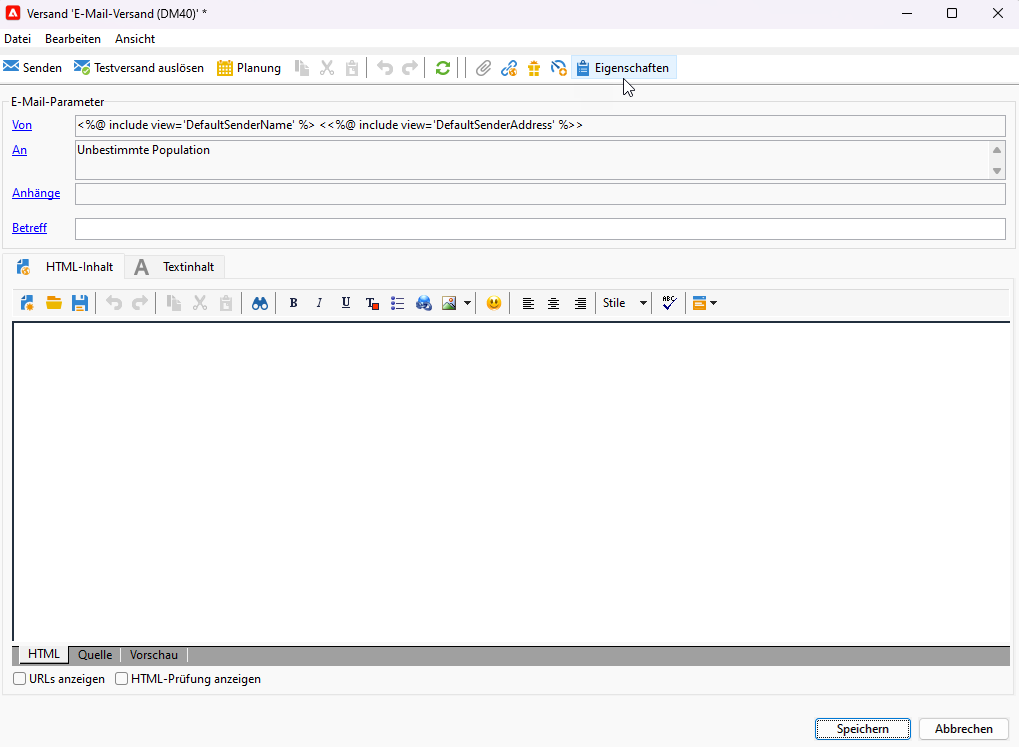 Versand 'E-Mail-Versand (DM40)' *
Datei Bearbeiten Ansicht
Senden Testversand auslösen Planung Eigenschaften
E-Mail-Parameter
Von <%@ include view='DefaultSenderName' %> <<%@ include view='DefaultSenderAddress' %>>
An Unbestimmte Population
Anhänge
Betreff
HTML-Inhalt A Textinhalt
B I U T Stile ABC
HTML Quelle Vorschau
URLs anzeigen HTML-Prüfung anzeigen
Speichern Abbrechen